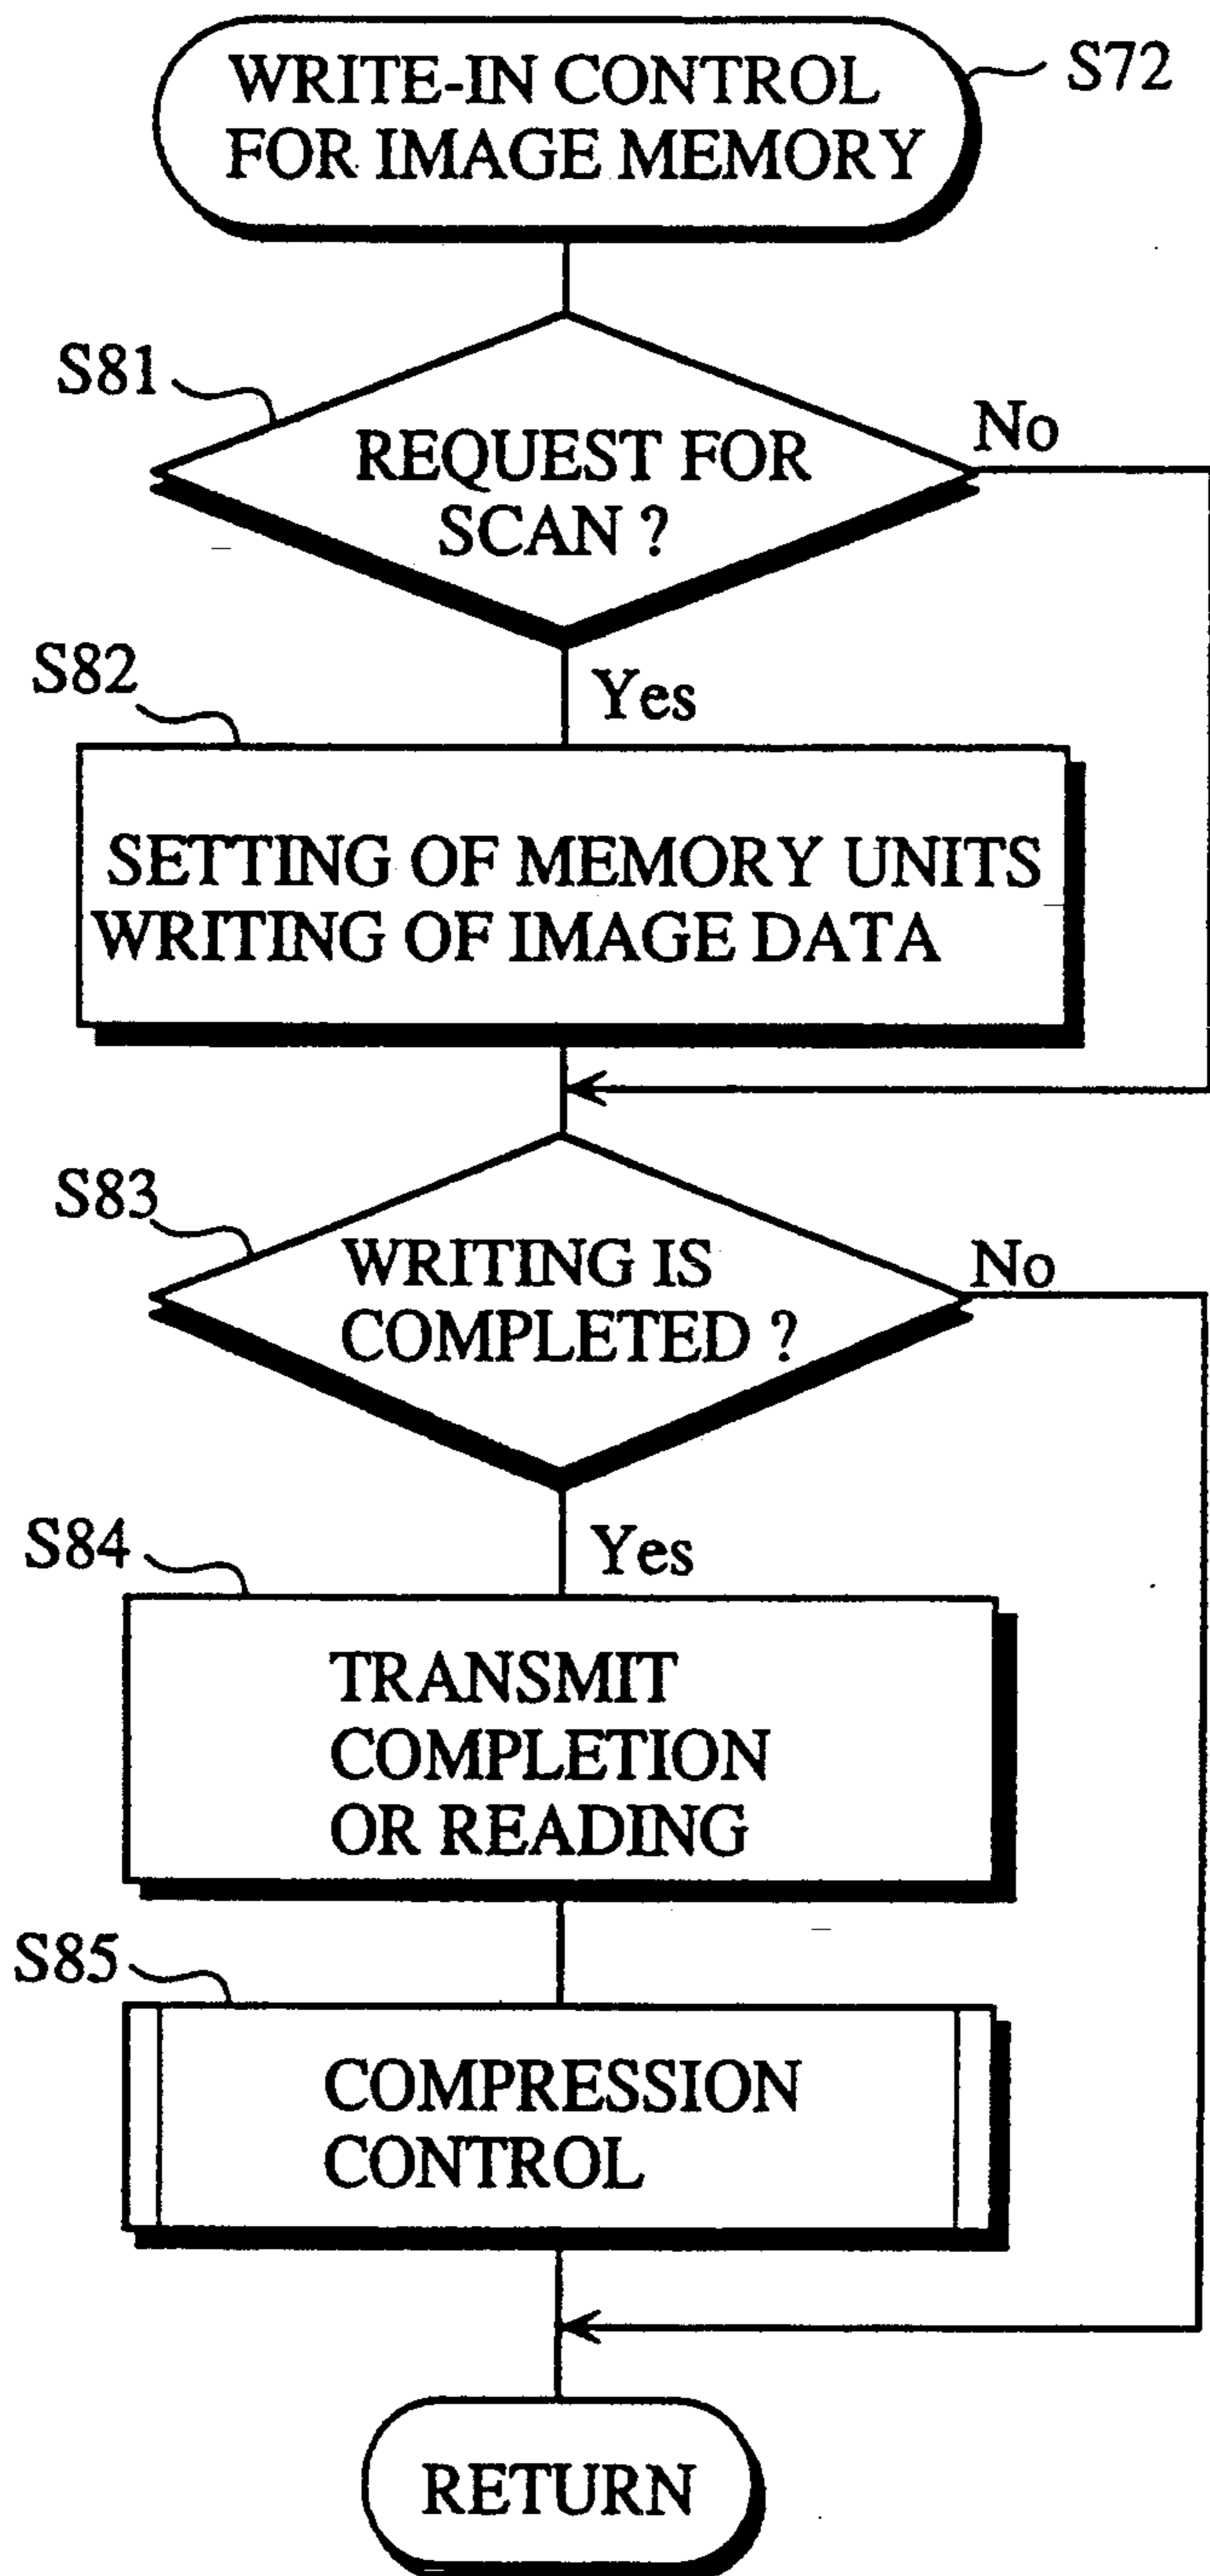 WRITE-IN CONTROL
FOR IMAGE MEMORY
S72
S81
REQUEST FOR
SCAN ?
No
S82
Yes
SETTING OF MEMORY UNITS
WRITING OF IMAGE DATA
S83
WRITING IS
COMPLETED ?
No
S84
Yes
TRANSMIT
COMPLETION
OR READING
S85
COMPRESSION
CONTROL
RETURN